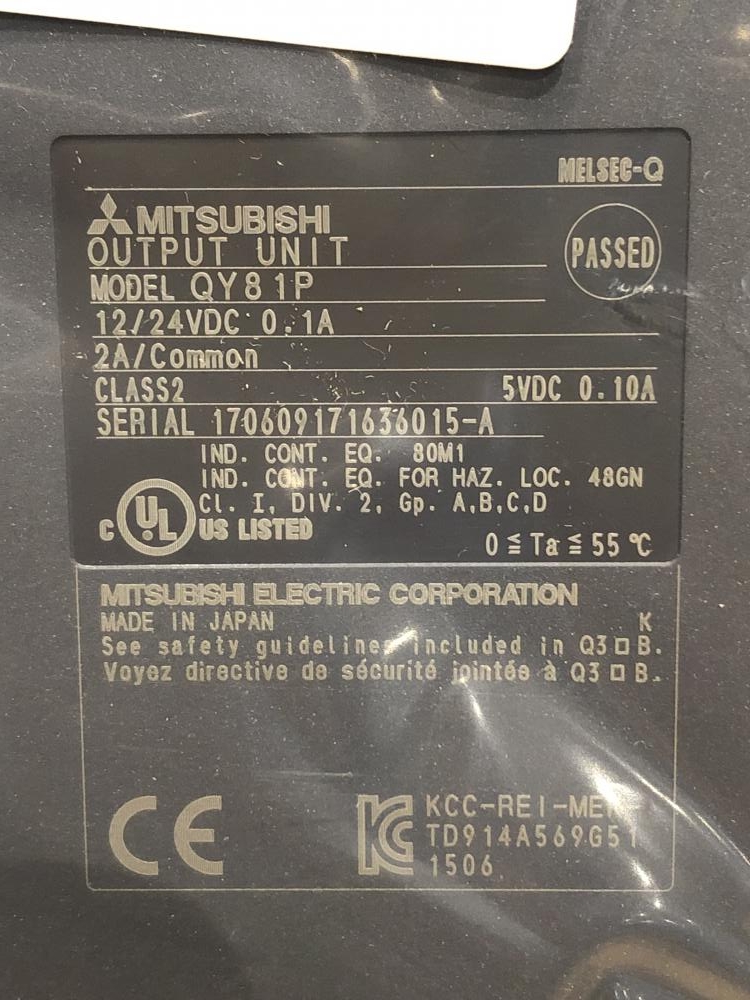 MELSEC-Q
MITSUBISHI
OUTPUT UNIT
PASSED
MODEL QY81P
12/24VDC 0.1A
2A/Common
CLASS2 5VDC 0.10A
SERIAL 170609171636015-A
IND. CONT. EQ. 80M1
IND. CONT. EQ. FOR HAZ. LOC. 48GN
Cl. I, DIV. 2, Gp. A,B,C,D
C UL US LISTED
0≦Ta≦55℃
MITSUBISHI ELECTRIC CORPORATION
MADE IN JAPAN K
See safety guidelines included in Q3□B.
Voyez directive de sécurité jointée à Q3□B.
CE
KCC-REI-MEK-
TD914A569G51
1506